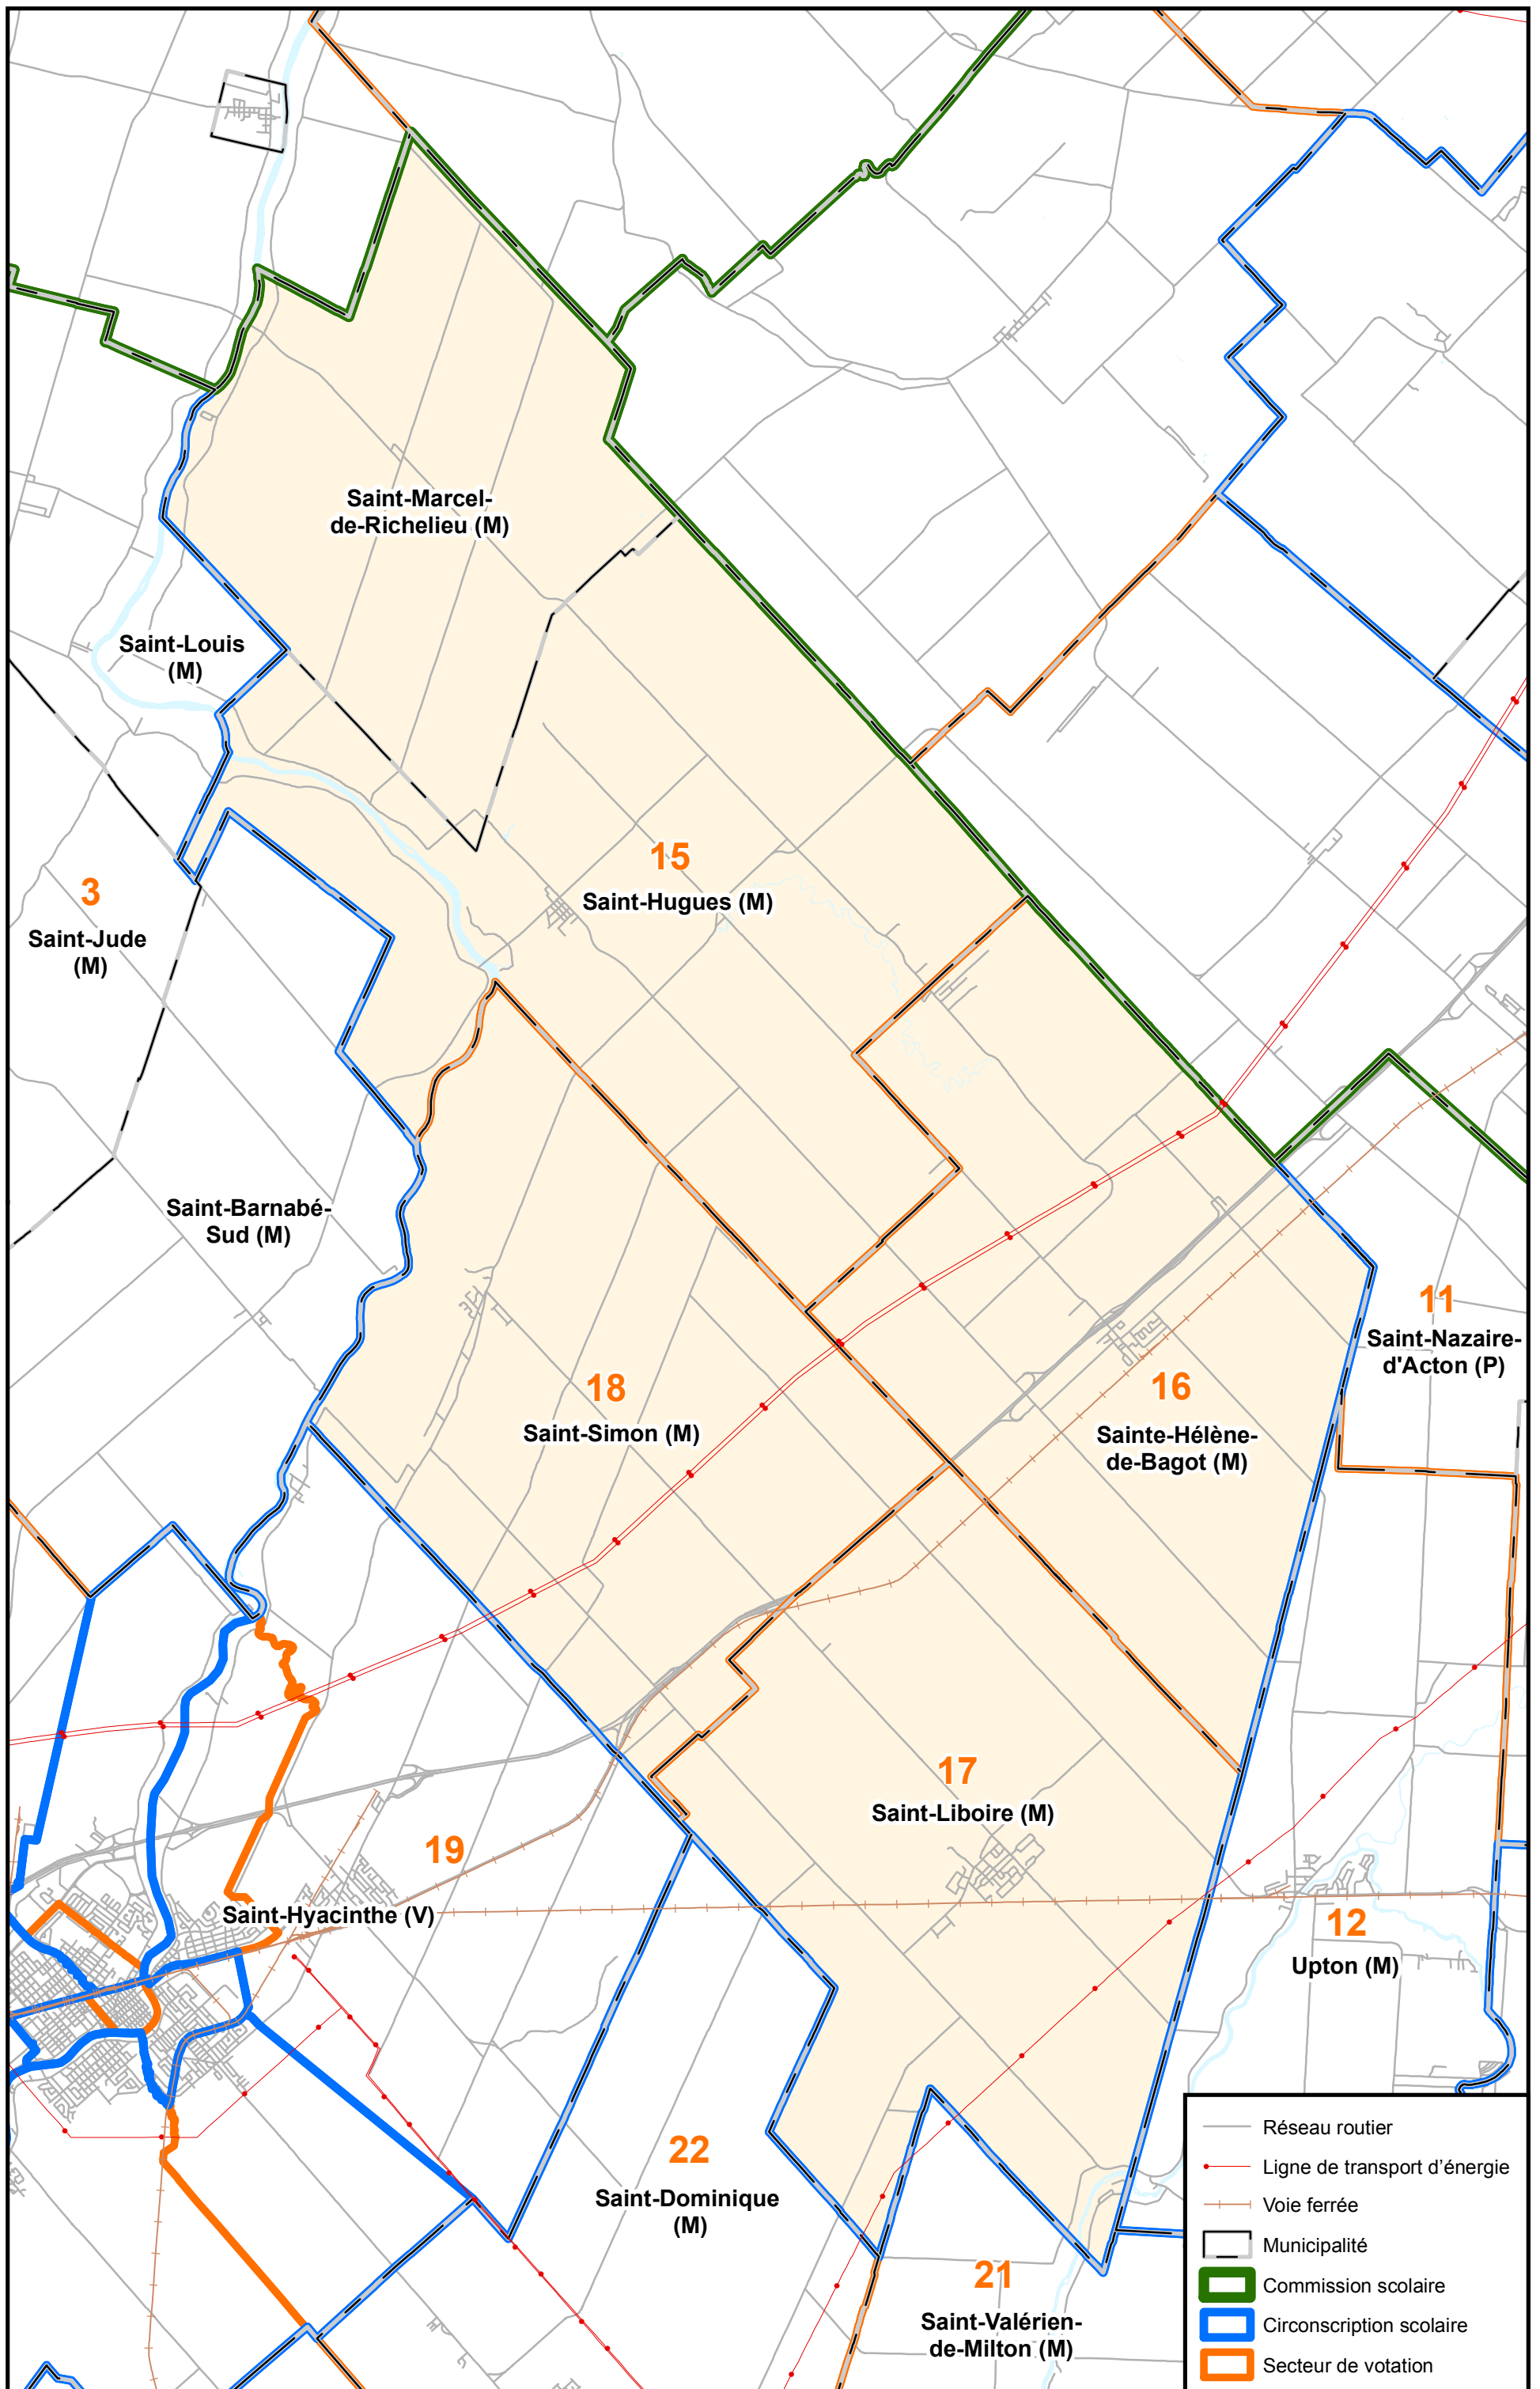 Saint-Marcel-
de-Richelieu (M)
Saint-Louis
(M)
15
Saint-Hugues (M)
3
Saint-Jude
(M)
Saint-Barnabé-
Sud (M)
11
Saint-Nazaire-
d'Acton (P)
18
Saint-Simon (M)
16
Sainte-Hélène-
de-Bagot (M)
17
Saint-Liboire (M)
19
Saint-Hyacinthe (V)
12
Upton (M)
22
Saint-Dominique
(M)
21
Saint-Valérien-
de-Milton (M)
Réseau routier
Ligne de transport d’énergie
Voie ferrée
Municipalité
Commission scolaire
Circonscription scolaire
Secteur de votation